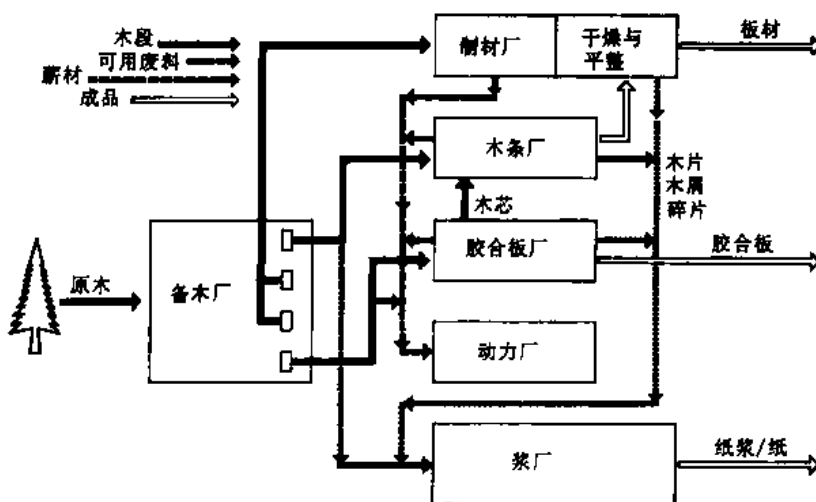 木段
可用废料
薪材
成品
制材厂
干燥与
平整
板材
木条厂
木片
木屑
碎片
木芯
胶合板厂
胶合板
原木
备木厂
动力厂
浆厂
纸浆/纸